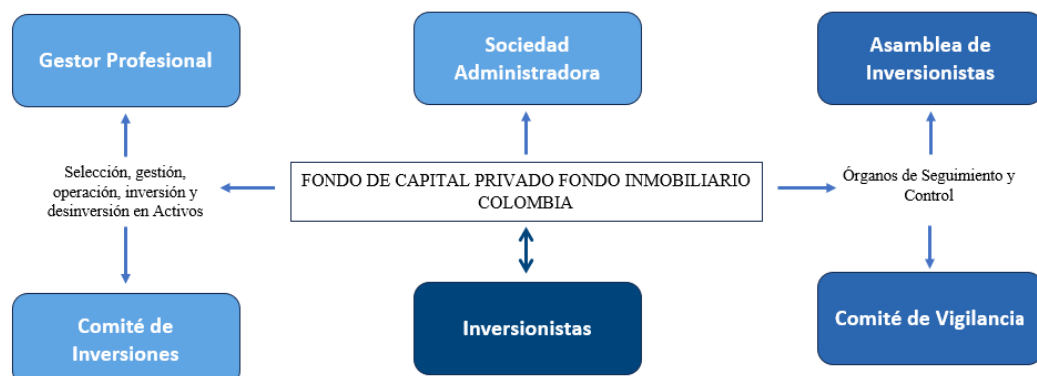 Gestor Profesional
Sociedad
Administradora
Asamblea de
Inversionistas
Selección, gestión,
operación, inversión y
desinversión en Activos
FONDO DE CAPITAL PRIVADO FONDO INMOBILIARIO
COLOMBIA
Órganos de Seguimiento y
Control
Comité de
Inversiones
Inversionistas
Comité de Vigilancia